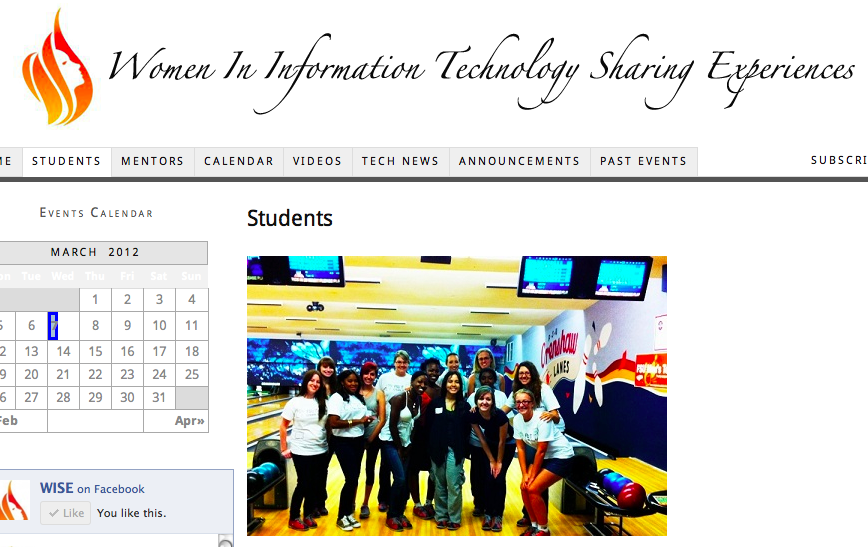 Women In Information Technology Sharing Experiences
ME STUDENTS MENTORS CALENDAR VIDEOS TECH NEWS ANNOUNCEMENTS PAST EVENTS SUBSCRI
Events Calendar
Students
MARCH 2012
on Tue Wed Thu Fri Sat Sun
1 2 3 4
5 6 7 8 9 10 11
2 13 14 15 16 17 18
9 20 21 22 23 24 25
6 27 28 29 30 31
Feb Apr»
Crenshaw
LANES
WISE on Facebook
Like You like this.